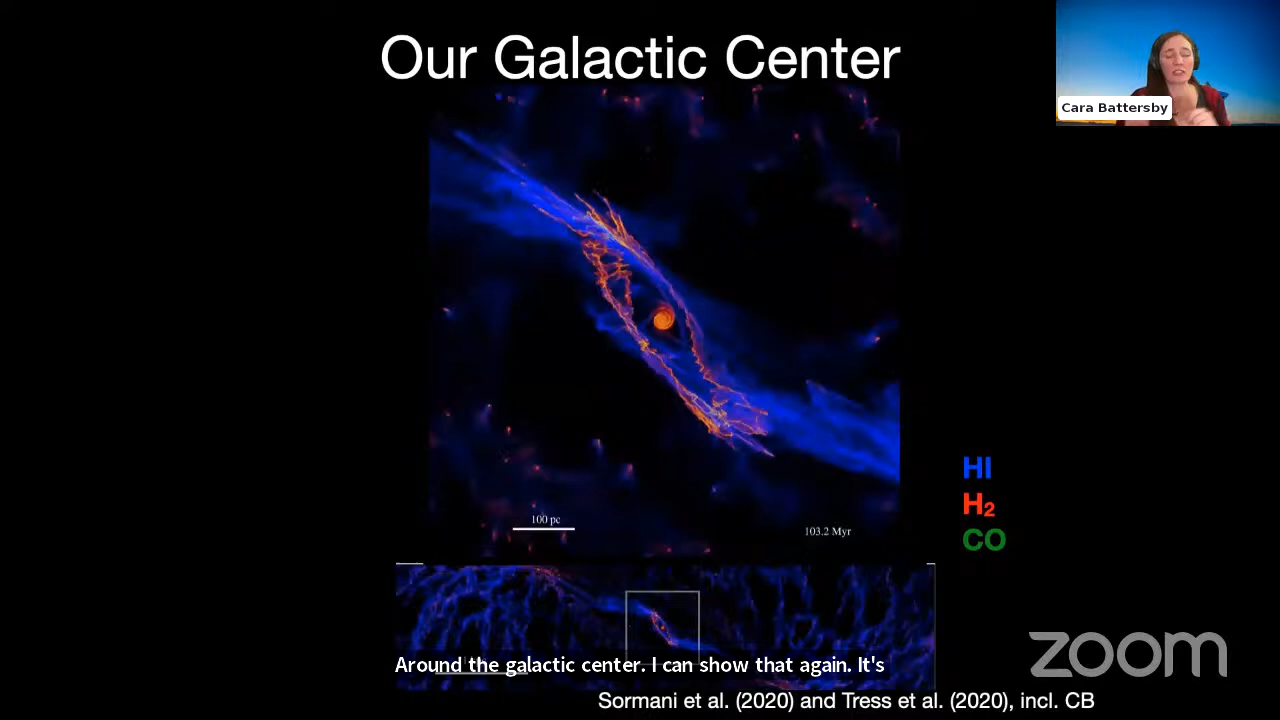 Our Galactic Center
Cara Battersby
HI
H₂
CO
100 pc
103.2 Myr
Around the galactic center. I can show that again. It's
zoom
Sormani et al. (2020) and Tress et al. (2020), incl. CB